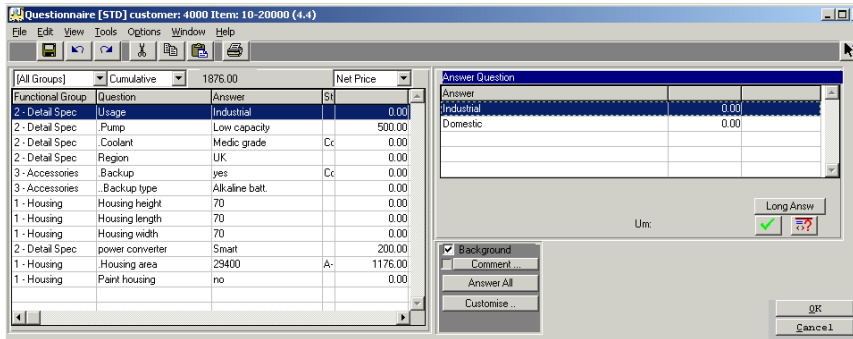 Questionnaire [STD] customer: 4000 Item: 10-20000 (4.4)
File Edit View Tools Options Window Help
[All Groups] Cumulative 1876.00 Net Price
Functional Group Question Answer St
2 - Detail Spec Usage Industrial 0.00
2 - Detail Spec .Pump Low capacity 500.00
2 - Detail Spec .Coolant Medic grade Cc 0.00
2 - Detail Spec Region UK 0.00
3 - Accessories .Backup yes Cc 0.00
3 - Accessories ..Backup type Alkaline batt. 0.00
1 - Housing Housing height 70 0.00
1 - Housing Housing length 70 0.00
1 - Housing Housing width 70 0.00
2 - Detail Spec power converter Smart 200.00
1 - Housing .Housing area 29400 A- 1176.00
1 - Housing Paint housing no 0.00
Answer Question
Answer
Industrial 0.00
Domestic 0.00
Long Answ
Um:
Background
Comment ...
Answer All
Customise ..
OK
Cancel